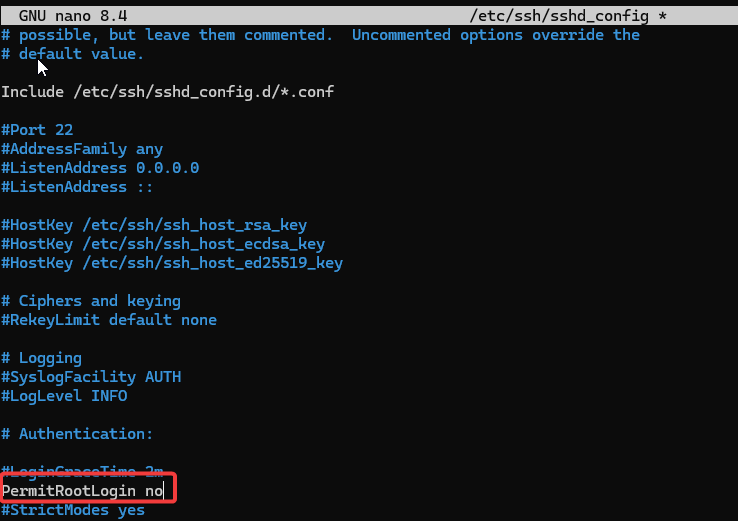 GNU nano 8.4 /etc/ssh/sshd_config *
# possible, but leave them commented.  Uncommented options override the
# default value.
Include /etc/ssh/sshd_config.d/*.conf
#Port 22
#AddressFamily any
#ListenAddress 0.0.0.0
#ListenAddress ::
#HostKey /etc/ssh/ssh_host_rsa_key
#HostKey /etc/ssh/ssh_host_ecdsa_key
#HostKey /etc/ssh/ssh_host_ed25519_key
# Ciphers and keying
#RekeyLimit default none
# Logging
#SyslogFacility AUTH
#LogLevel INFO
# Authentication:
#LoginGraceTime 2m
PermitRootLogin no
#StrictModes yes